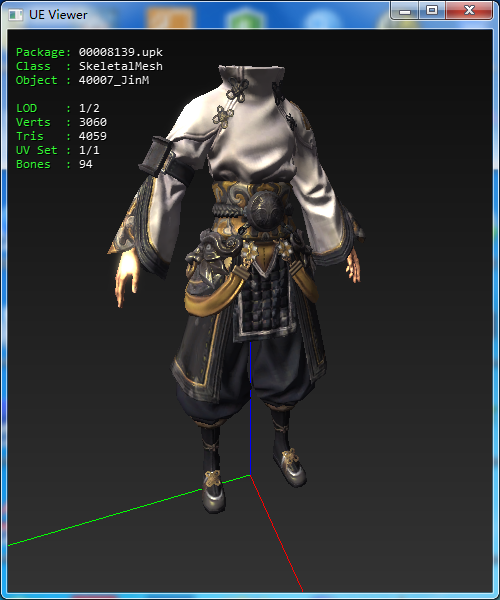 UE Viewer
Package: 00008139.upk
Class : SkeletalMesh
Object : 40007_JinM
LOD : 1/2
Verts : 3060
Tris : 4059
UV Set : 1/1
Bones : 94